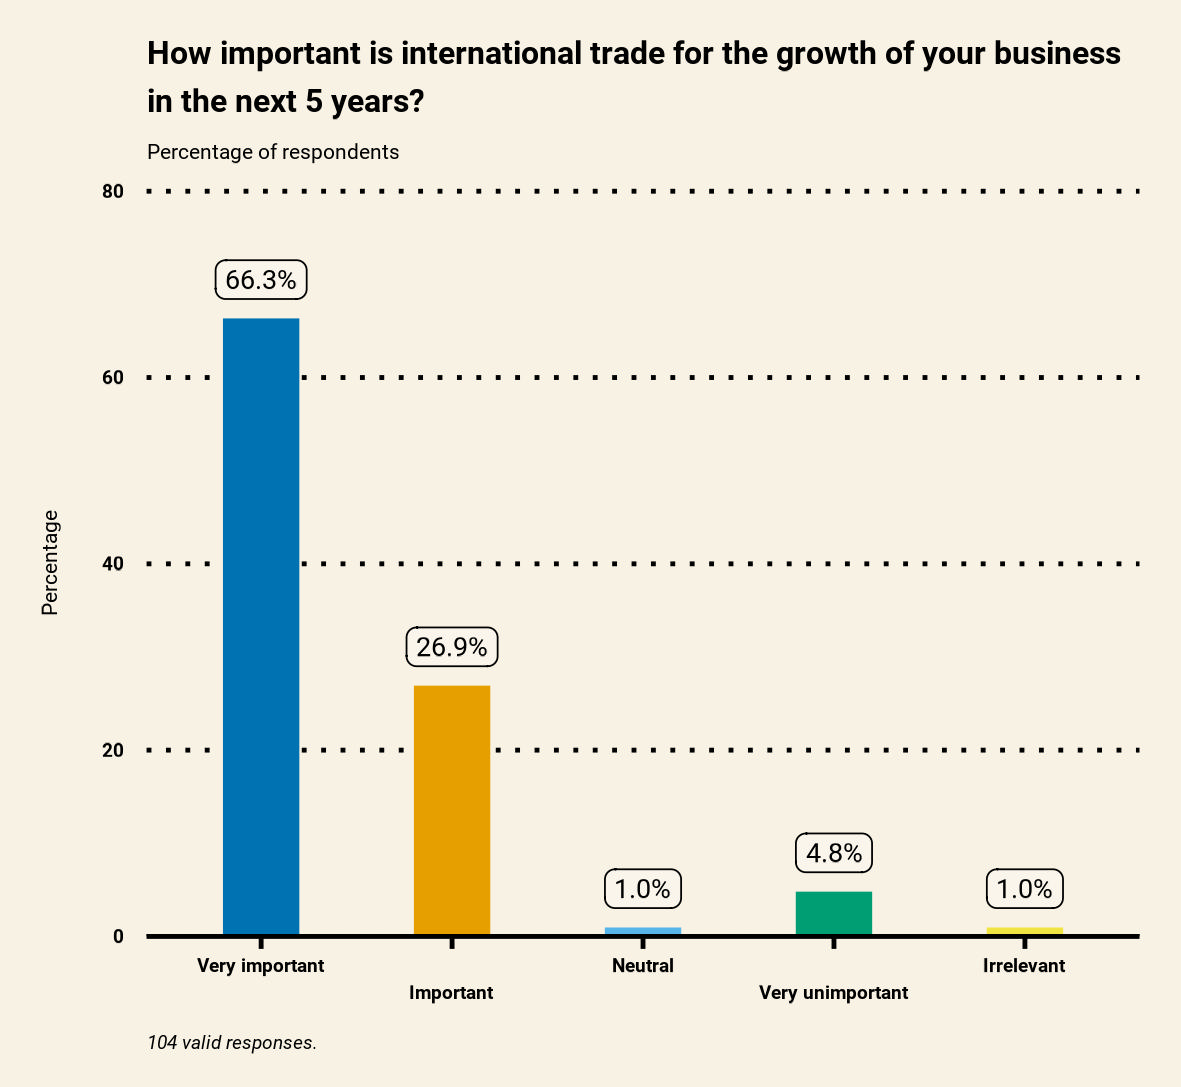 How important is international trade for the growth of your business
in the next 5 years?
Percentage of respondents
80
66.3%
60
Percentage
40
26.9%
20
4.8%
1.0%
1.0%
0
Very important
Neutral
Irrelevant
Important
Very unimportant
104 valid responses.